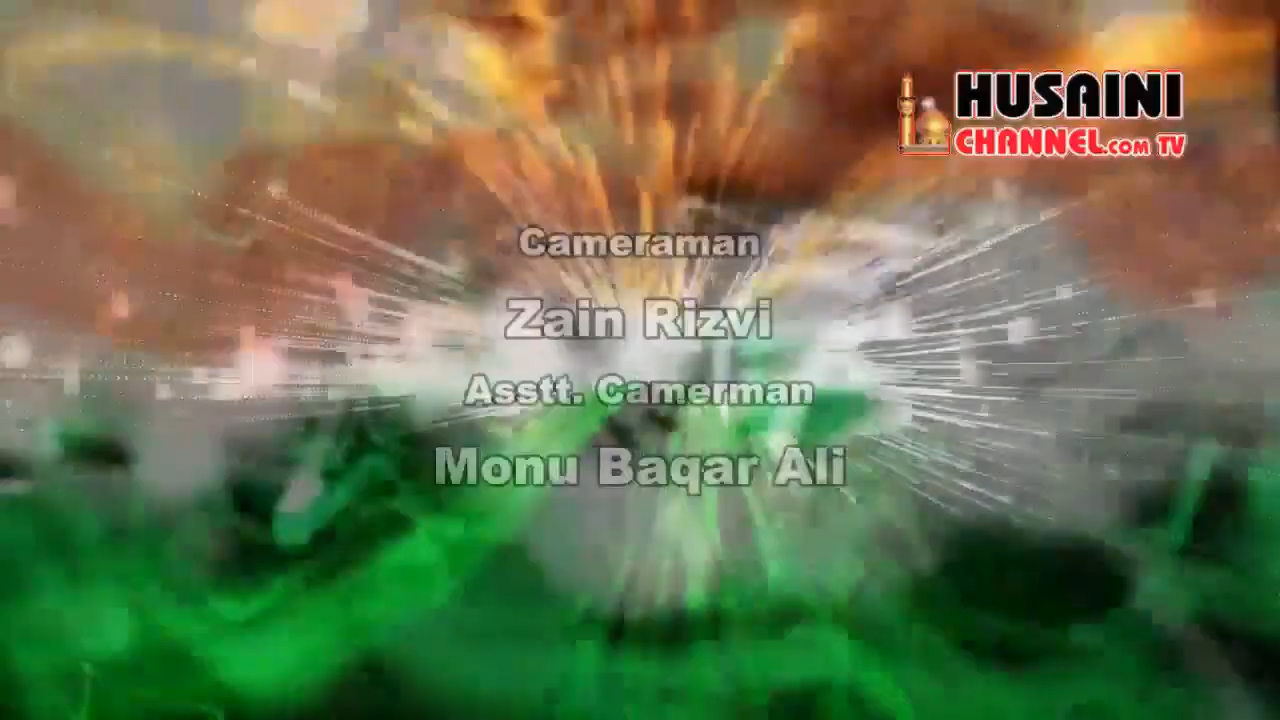 HUSAINI
CHANNEL.COM TV
Cameraman
Zain Rizvi
Asstt. Camerman
Monu Baqar Ali